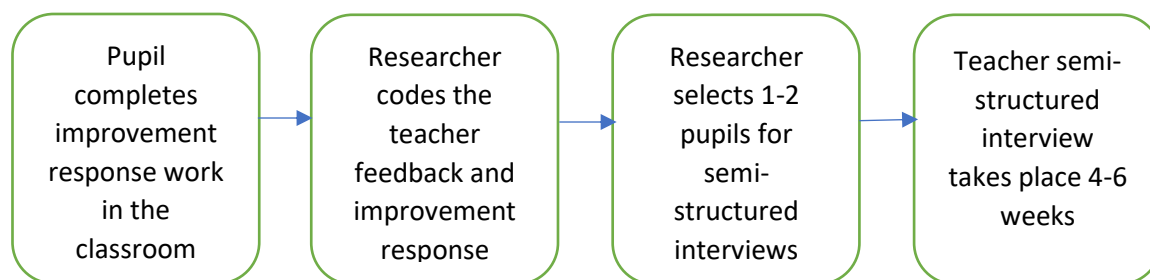 Pupil
completes
improvement
response work
in the
classroom
Researcher
codes the
teacher
feedback and
improvement
response
Researcher
selects 1-2
pupils for
semi-
structured
interviews
Teacher semi-
structured
interview
takes place 4-6
weeks